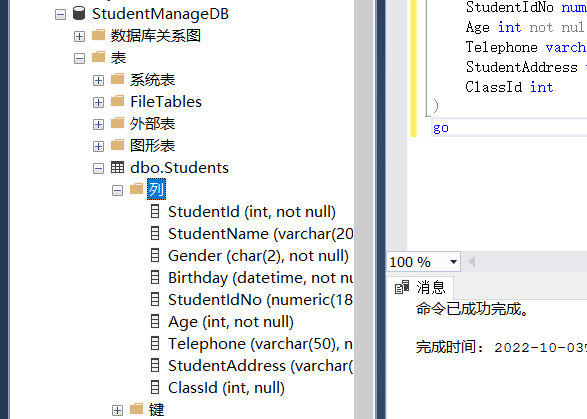 StudentManageDB
数据库关系图
表
系统表
FileTables
外部表
图形表
dbo.Students
列
StudentId (int, not null)
StudentName (varchar(20
Gender (char(2), not null)
Birthday (datetime, not nu
StudentIdNo (numeric(18
Age (int, not null)
Telephone (varchar(50), n
StudentAddress (varchar(
ClassId (int, null)
键
StudentIdNo num
Age int not nul
Telephone varch
StudentAddress
ClassId int
)
go
100 %
消息
命令已成功完成。
完成时间: 2022-10-03